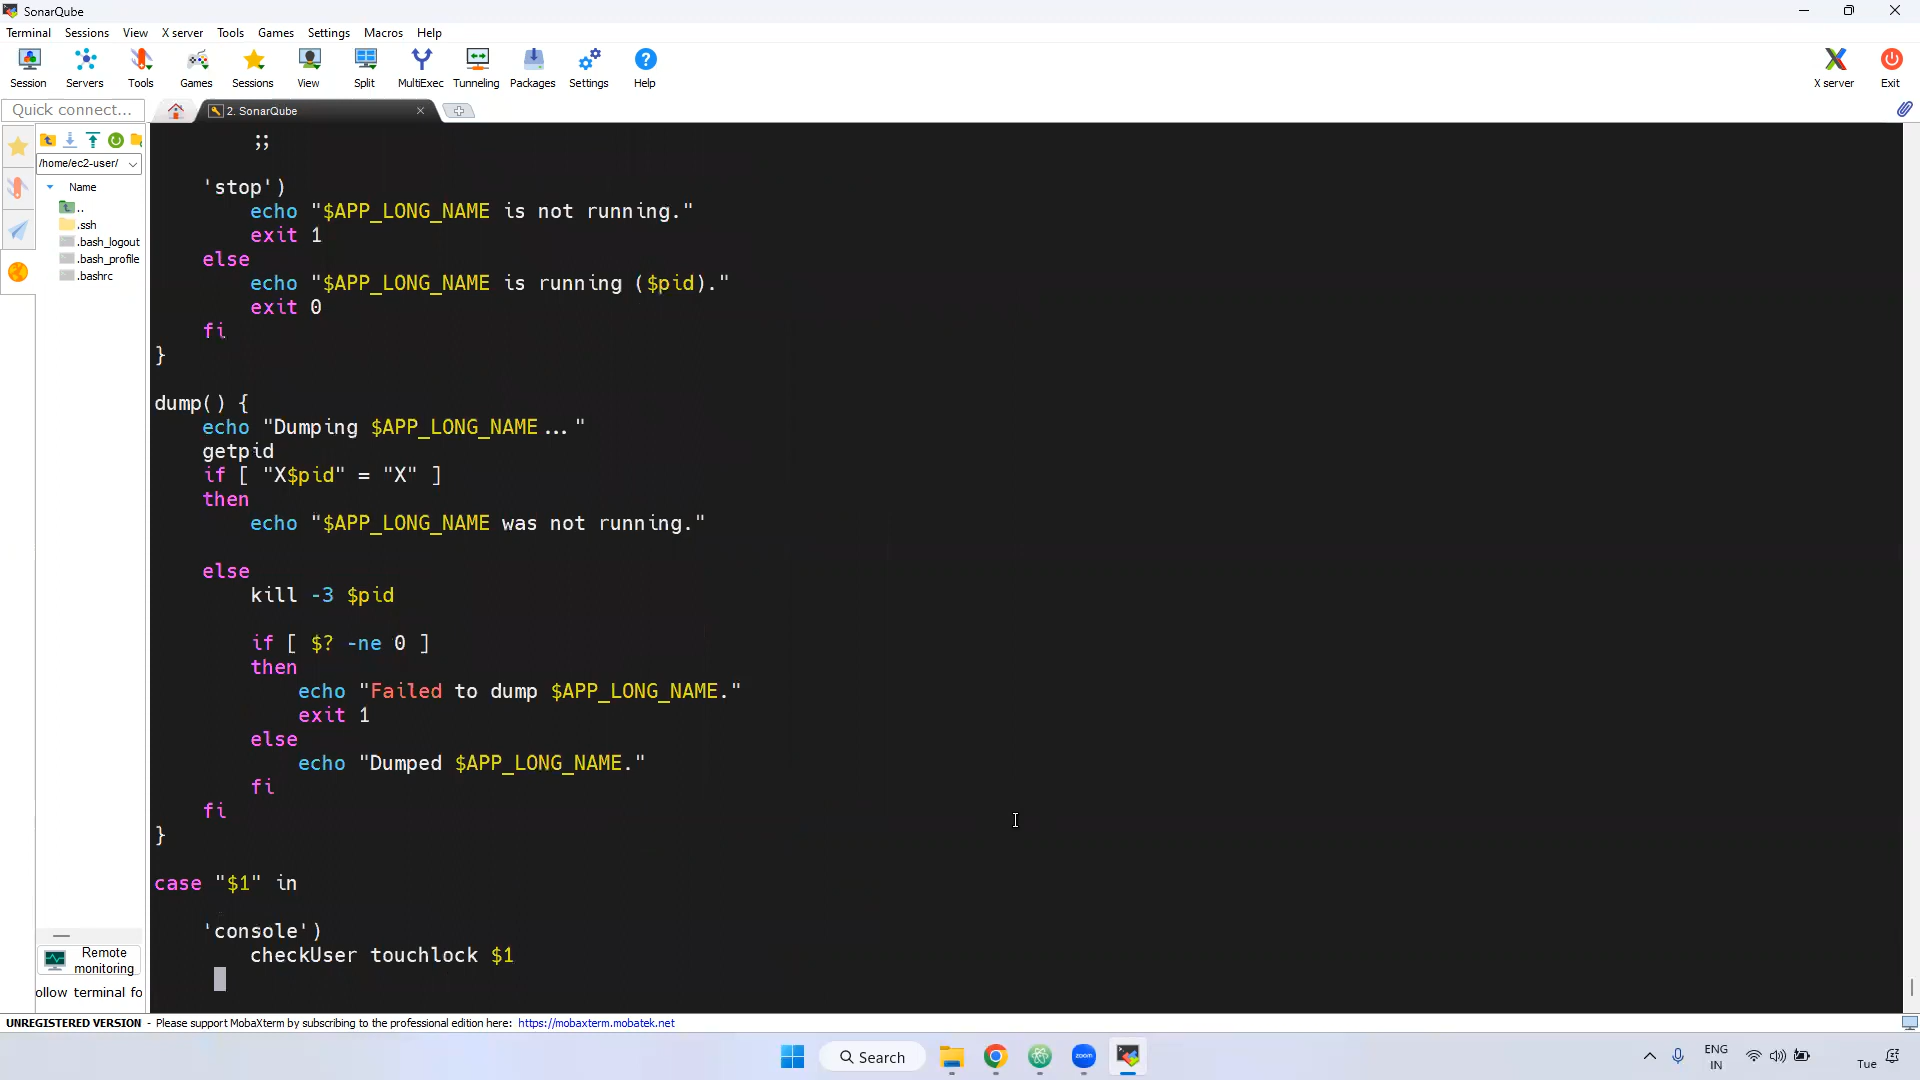 SonarQube
Terminal Sessions View X server Tools Games Settings Macros Help
Session Servers Tools Games Sessions View Split MultiExec Tunneling Packages Settings Help X server Exit
Quick connect... 2. SonarQube
/home/ec2-user/
Name
..
.ssh
.bash_logout
.bash_profile
.bashrc
;;
'stop')
echo "$APP_LONG_NAME is not running."
exit 1
else
echo "$APP_LONG_NAME is running ($pid)."
exit 0
fi
}
dump() {
echo "Dumping $APP_LONG_NAME..."
getpid
if [ "X$pid" = "X" ]
then
echo "$APP_LONG_NAME was not running."
else
kill -3 $pid
if [ $? -ne 0 ]
then
echo "Failed to dump $APP_LONG_NAME."
exit 1
else
echo "Dumped $APP_LONG_NAME."
fi
fi
}
case "$1" in
'console')
checkUser touchlock $1
Remote
monitoring
ollow terminal fo
UNREGISTERED VERSION - Please support MobaXterm by subscribing to the professional edition here: https://mobaxterm.mobatek.net
Search
zoom
ENG
IN
Tue